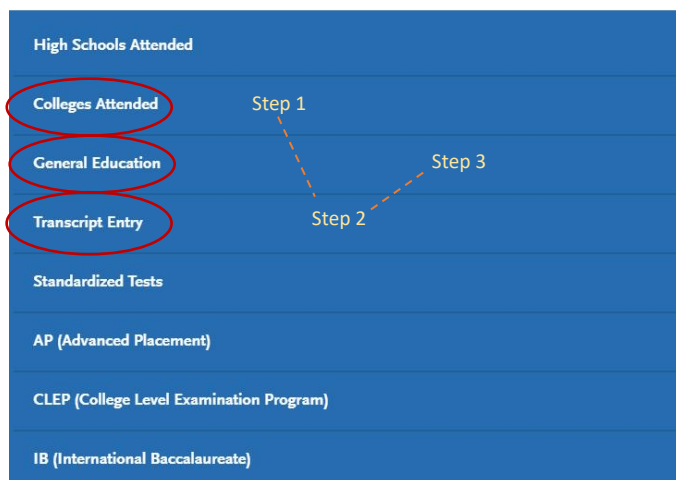 High Schools Attended
Colleges Attended Step 1
General Education Step 3
Transcript Entry Step 2
Standardized Tests
AP (Advanced Placement)
CLEP (College Level Examination Program)
IB (International Baccalaureate)